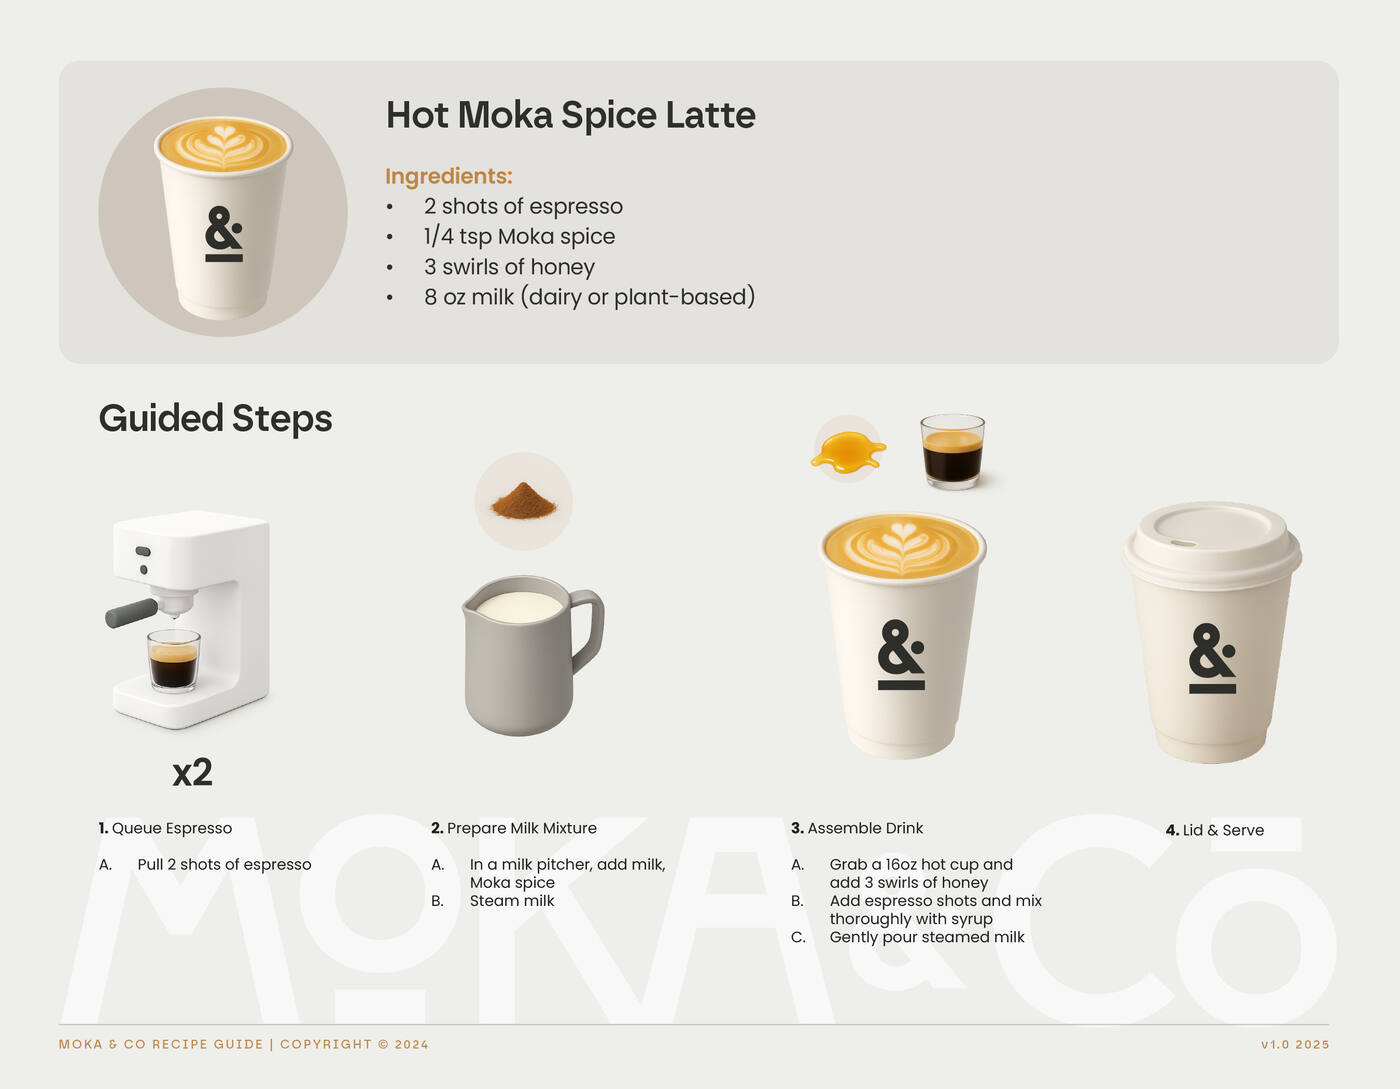 Hot Moka Spice Latte
Ingredients:
• 2 shots of espresso
• 1/4 tsp Moka spice
• 3 swirls of honey
• 8 oz milk (dairy or plant-based)
&
Guided Steps
&
&
x2
1. Queue Espresso
A. Pull 2 shots of espresso
2. Prepare Milk Mixture
A. In a milk pitcher, add milk,
Moka spice
B. Steam milk
3. Assemble Drink
A. Grab a 16oz hot cup and
add 3 swirls of honey
B. Add espresso shots and mix
thoroughly with syrup
C. Gently pour steamed milk
4. Lid & Serve
MOKA & CO
MOKA & CO RECIPE GUIDE | COPYRIGHT © 2024
v1.0 2025